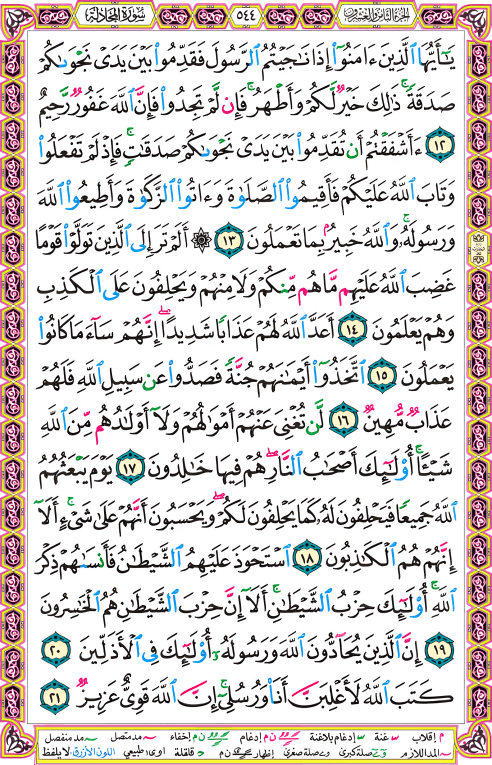 الجزء الثامن والعشرون ٥٤٤ سورة المجادلة
يَـٰٓأَيُّهَا ٱلَّذِينَ ءَامَنُوٓا۟ إِذَا نَـٰجَيْتُمُ ٱلرَّسُولَ فَقَدِّمُوا۟ بَيْنَ يَدَىْ نَجْوَىٰكُمْ
صَدَقَةً ۚ ذَٰلِكَ خَيْرٌ لَّكُمْ وَأَطْهَرُ ۚ فَإِن لَّمْ تَجِدُوا۟ فَإِنَّ ٱللَّهَ غَفُورٌ رَّحِيمٌ
١٢ ءَأَشْفَقْتُمْ أَن تُقَدِّمُوا۟ بَيْنَ يَدَىْ نَجْوَىٰكُمْ صَدَقَـٰتٍ ۚ فَإِذْ لَمْ تَفْعَلُوا۟
وَتَابَ ٱللَّهُ عَلَيْكُمْ فَأَقِيمُوا۟ ٱلصَّلَوٰةَ وَءَاتُوا۟ ٱلزَّكَوٰةَ وَأَطِيعُوا۟ ٱللَّهَ
وَرَسُولَهُۥ ۚ وَٱللَّهُ خَبِيرٌۢ بِمَا تَعْمَلُونَ ١٣ ۞ أَلَمْ تَرَ إِلَى ٱلَّذِينَ تَوَلَّوْا۟ قَوْمًا
غَضِبَ ٱللَّهُ عَلَيْهِم مَّا هُم مِّنكُمْ وَلَا مِنْهُمْ وَيَحْلِفُونَ عَلَى ٱلْكَذِبِ
وَهُمْ يَعْلَمُونَ ١٤ أَعَدَّ ٱللَّهُ لَهُمْ عَذَابًا شَدِيدًا ۖ إِنَّهُمْ سَآءَ مَا كَانُوا۟
يَعْمَلُونَ ١٥ ٱتَّخَذُوٓا۟ أَيْمَـٰنَهُمْ جُنَّةً فَصَدُّوا۟ عَن سَبِيلِ ٱللَّهِ فَلَهُمْ
عَذَابٌ مُّهِينٌ ١٦ لَّن تُغْنِىَ عَنْهُمْ أَمْوَٰلُهُمْ وَلَآ أَوْلَـٰدُهُم مِّنَ ٱللَّهِ
شَيْـًٔا ۚ أُو۟لَـٰٓئِكَ أَصْحَـٰبُ ٱلنَّارِ ۖ هُمْ فِيهَا خَـٰلِدُونَ ١٧ يَوْمَ يَبْعَثُهُمُ
ٱللَّهُ جَمِيعًا فَيَحْلِفُونَ لَهُۥ كَمَا يَحْلِفُونَ لَكُمْ ۖ وَيَحْسَبُونَ أَنَّهُمْ عَلَىٰ شَىْءٍ ۚ أَلَآ
إِنَّهُمْ هُمُ ٱلْكَـٰذِبُونَ ١٨ ٱسْتَحْوَذَ عَلَيْهِمُ ٱلشَّيْطَـٰنُ فَأَنسَىٰهُمْ ذِكْرَ
ٱللَّهِ ۚ أُو۟لَـٰٓئِكَ حِزْبُ ٱلشَّيْطَـٰنِ ۚ أَلَآ إِنَّ حِزْبَ ٱلشَّيْطَـٰنِ هُمُ ٱلْخَـٰسِرُونَ
١٩ إِنَّ ٱلَّذِينَ يُحَآدُّونَ ٱللَّهَ وَرَسُولَهُۥٓ أُو۟لَـٰٓئِكَ فِى ٱلْأَذَلِّينَ ٢٠
كَتَبَ ٱللَّهُ لَأَغْلِبَنَّ أَنَا۠ وَرُسُلِىٓ ۚ إِنَّ ٱللَّهَ قَوِىٌّ عَزِيزٌ ٢١
م إقلاب غنة إدغام بلاغنة ن م إدغام ن م إخفاء مد متصل مد منفصل
المد اللازم صلة كبرى وصلة صغرى إظهار ن م قلقلة اوى طبيعي اللون الأزرق لا يلفظ